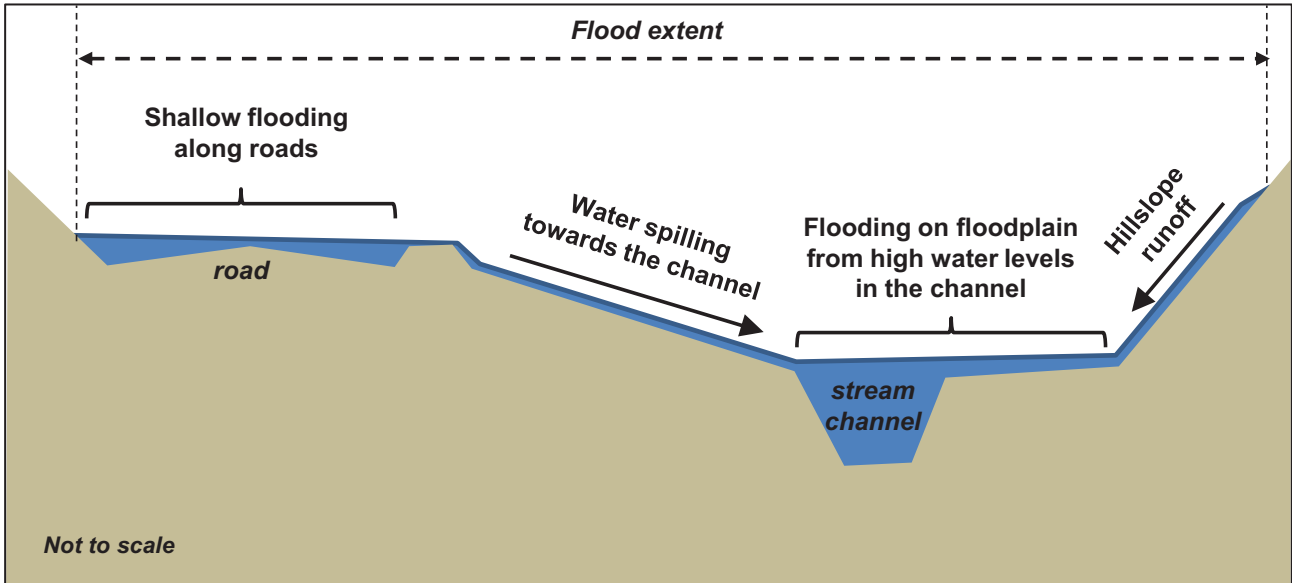 Flood extent
Shallow flooding
along roads
road
Water spilling
towards the channel
Flooding on floodplain
from high water levels
in the channel
Hillslope
runoff
stream
channel
Not to scale